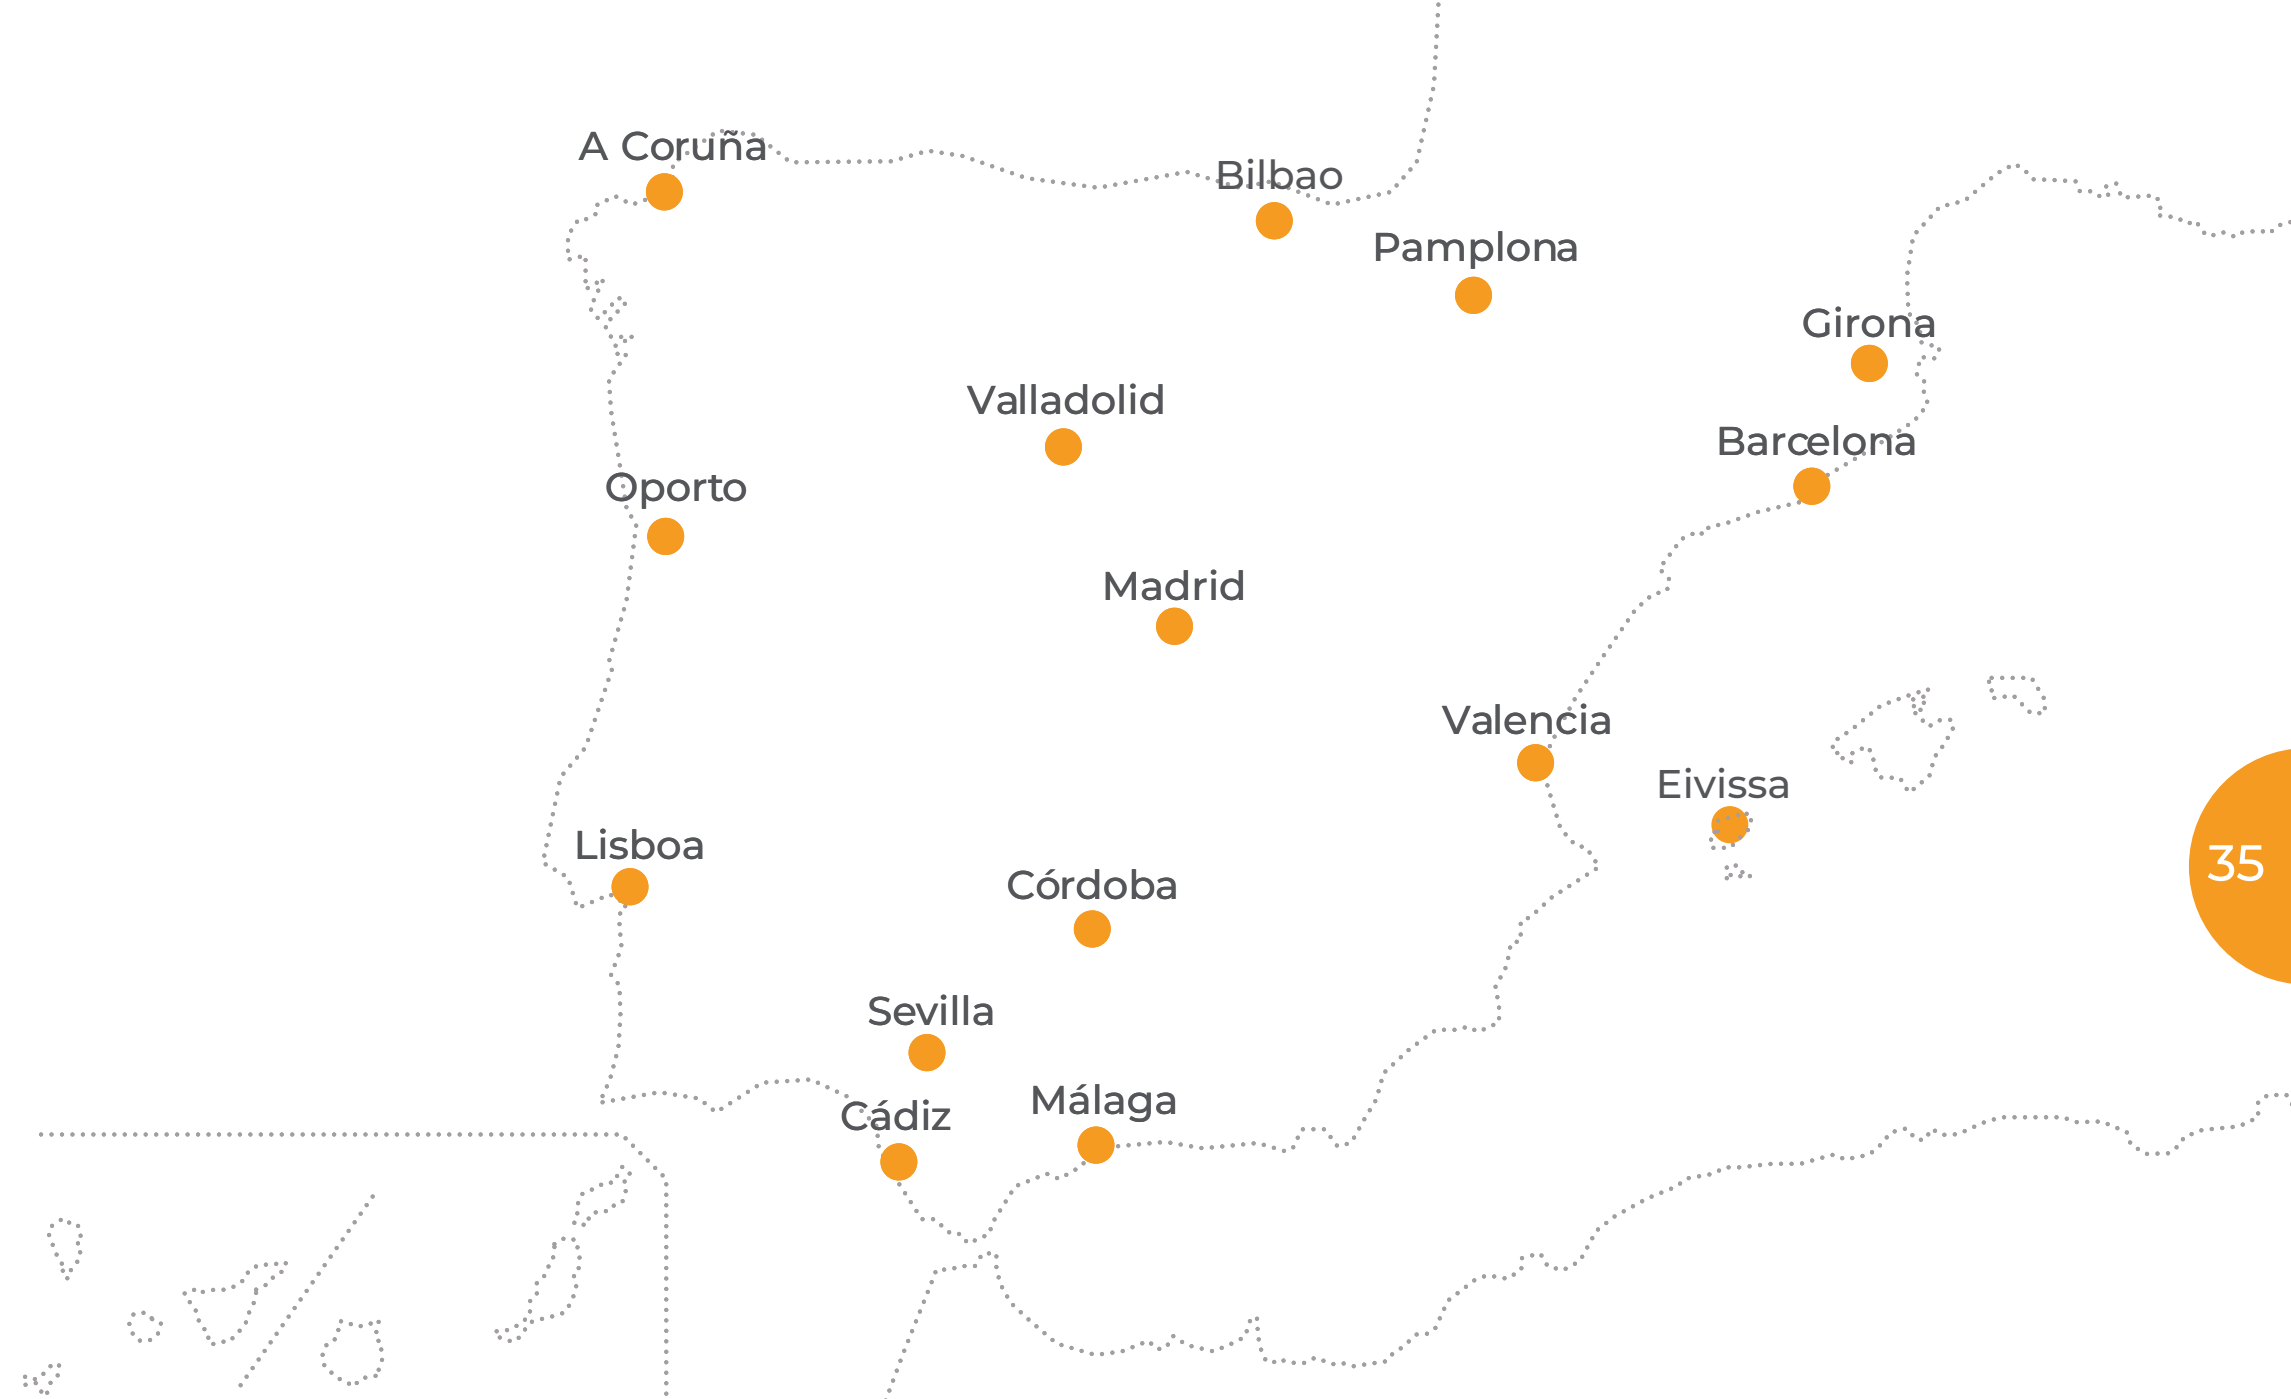 A Coruña
Bilbao
Pamplona
Girona
Valladolid
Barcelona
Oporto
Madrid
Valencia
Eivissa
Lisboa
35
Córdoba
Sevilla
Málaga
Cádiz